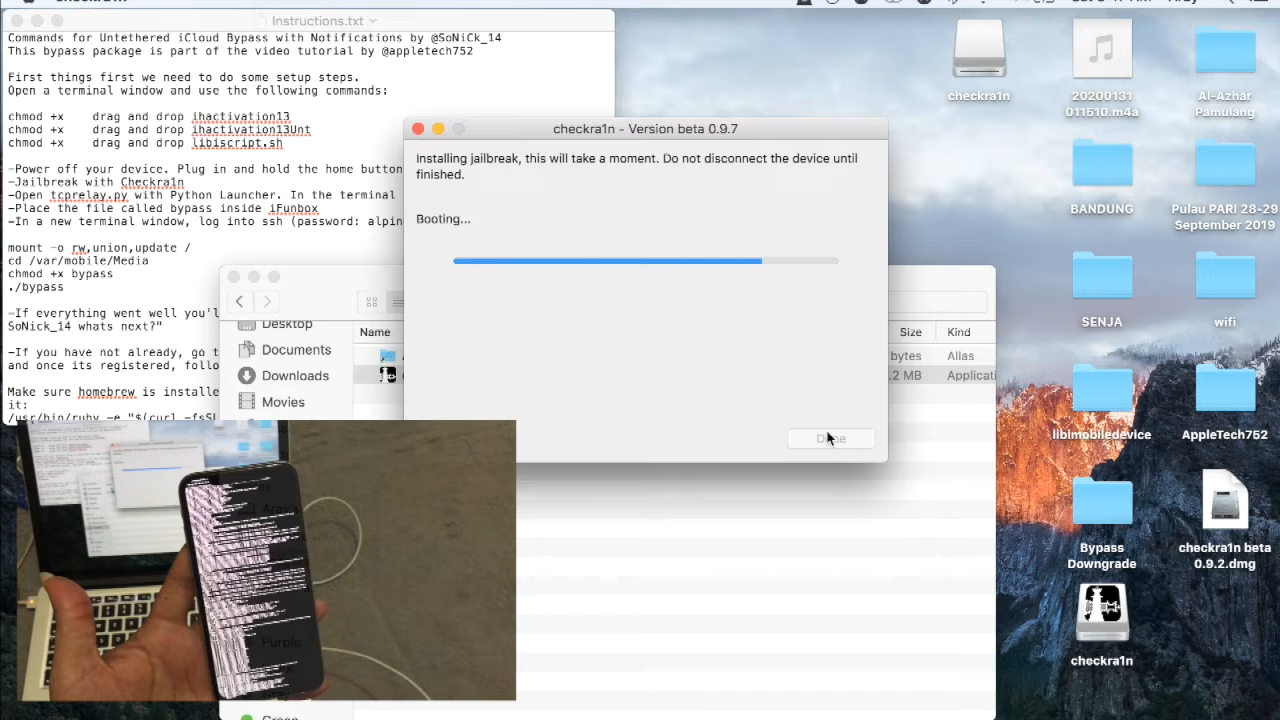 checkra1n
Instructions.txt
Commands for Untethered iCloud Bypass with Notifications by @SoNiCk_14
This bypass package is part of the video tutorial by @appletech752
First things first we need to do some setup steps.
Open a terminal window and use the following commands:
chmod +x drag and drop ihactivation13
chmod +x drag and drop ihactivation13Unt
chmod +x drag and drop libiscript.sh
-Power off your device. Plug in and hold the home button
-Jailbreak with Checkra1n
-Open tcprelay.py with Python Launcher. In the terminal
-Place the file called bypass inside iFunbox
-In a new terminal window, log into ssh (password: alpin
mount -o rw,union,update /
cd /var/mobile/Media
chmod +x bypass
./bypass
-If everything went well you'l
SoNick_14 whats next?"
-If you have not already, go t
and once its registered, follo
Make sure homebrew is installe
it:
/usr/bin/ruby -e "$(curl -fsSL
checkra1n - Version beta 0.9.7
Installing jailbreak, this will take a moment. Do not disconnect the device until
finished.
Booting...
Done
Desktop
Documents
Downloads
Movies
Purple
Green
Name
Size
Kind
bytes
Alias
.2 MB
Applicati
checkra1n
20200131
011510.m4a
Al-Azhar
Pamulang
BANDUNG
Pulau PARI 28-29
September 2019
SENJA
wifi
libimobiledevice
AppleTech752
Bypass
Downgrade
checkra1n beta
0.9.2.dmg
checkra1n